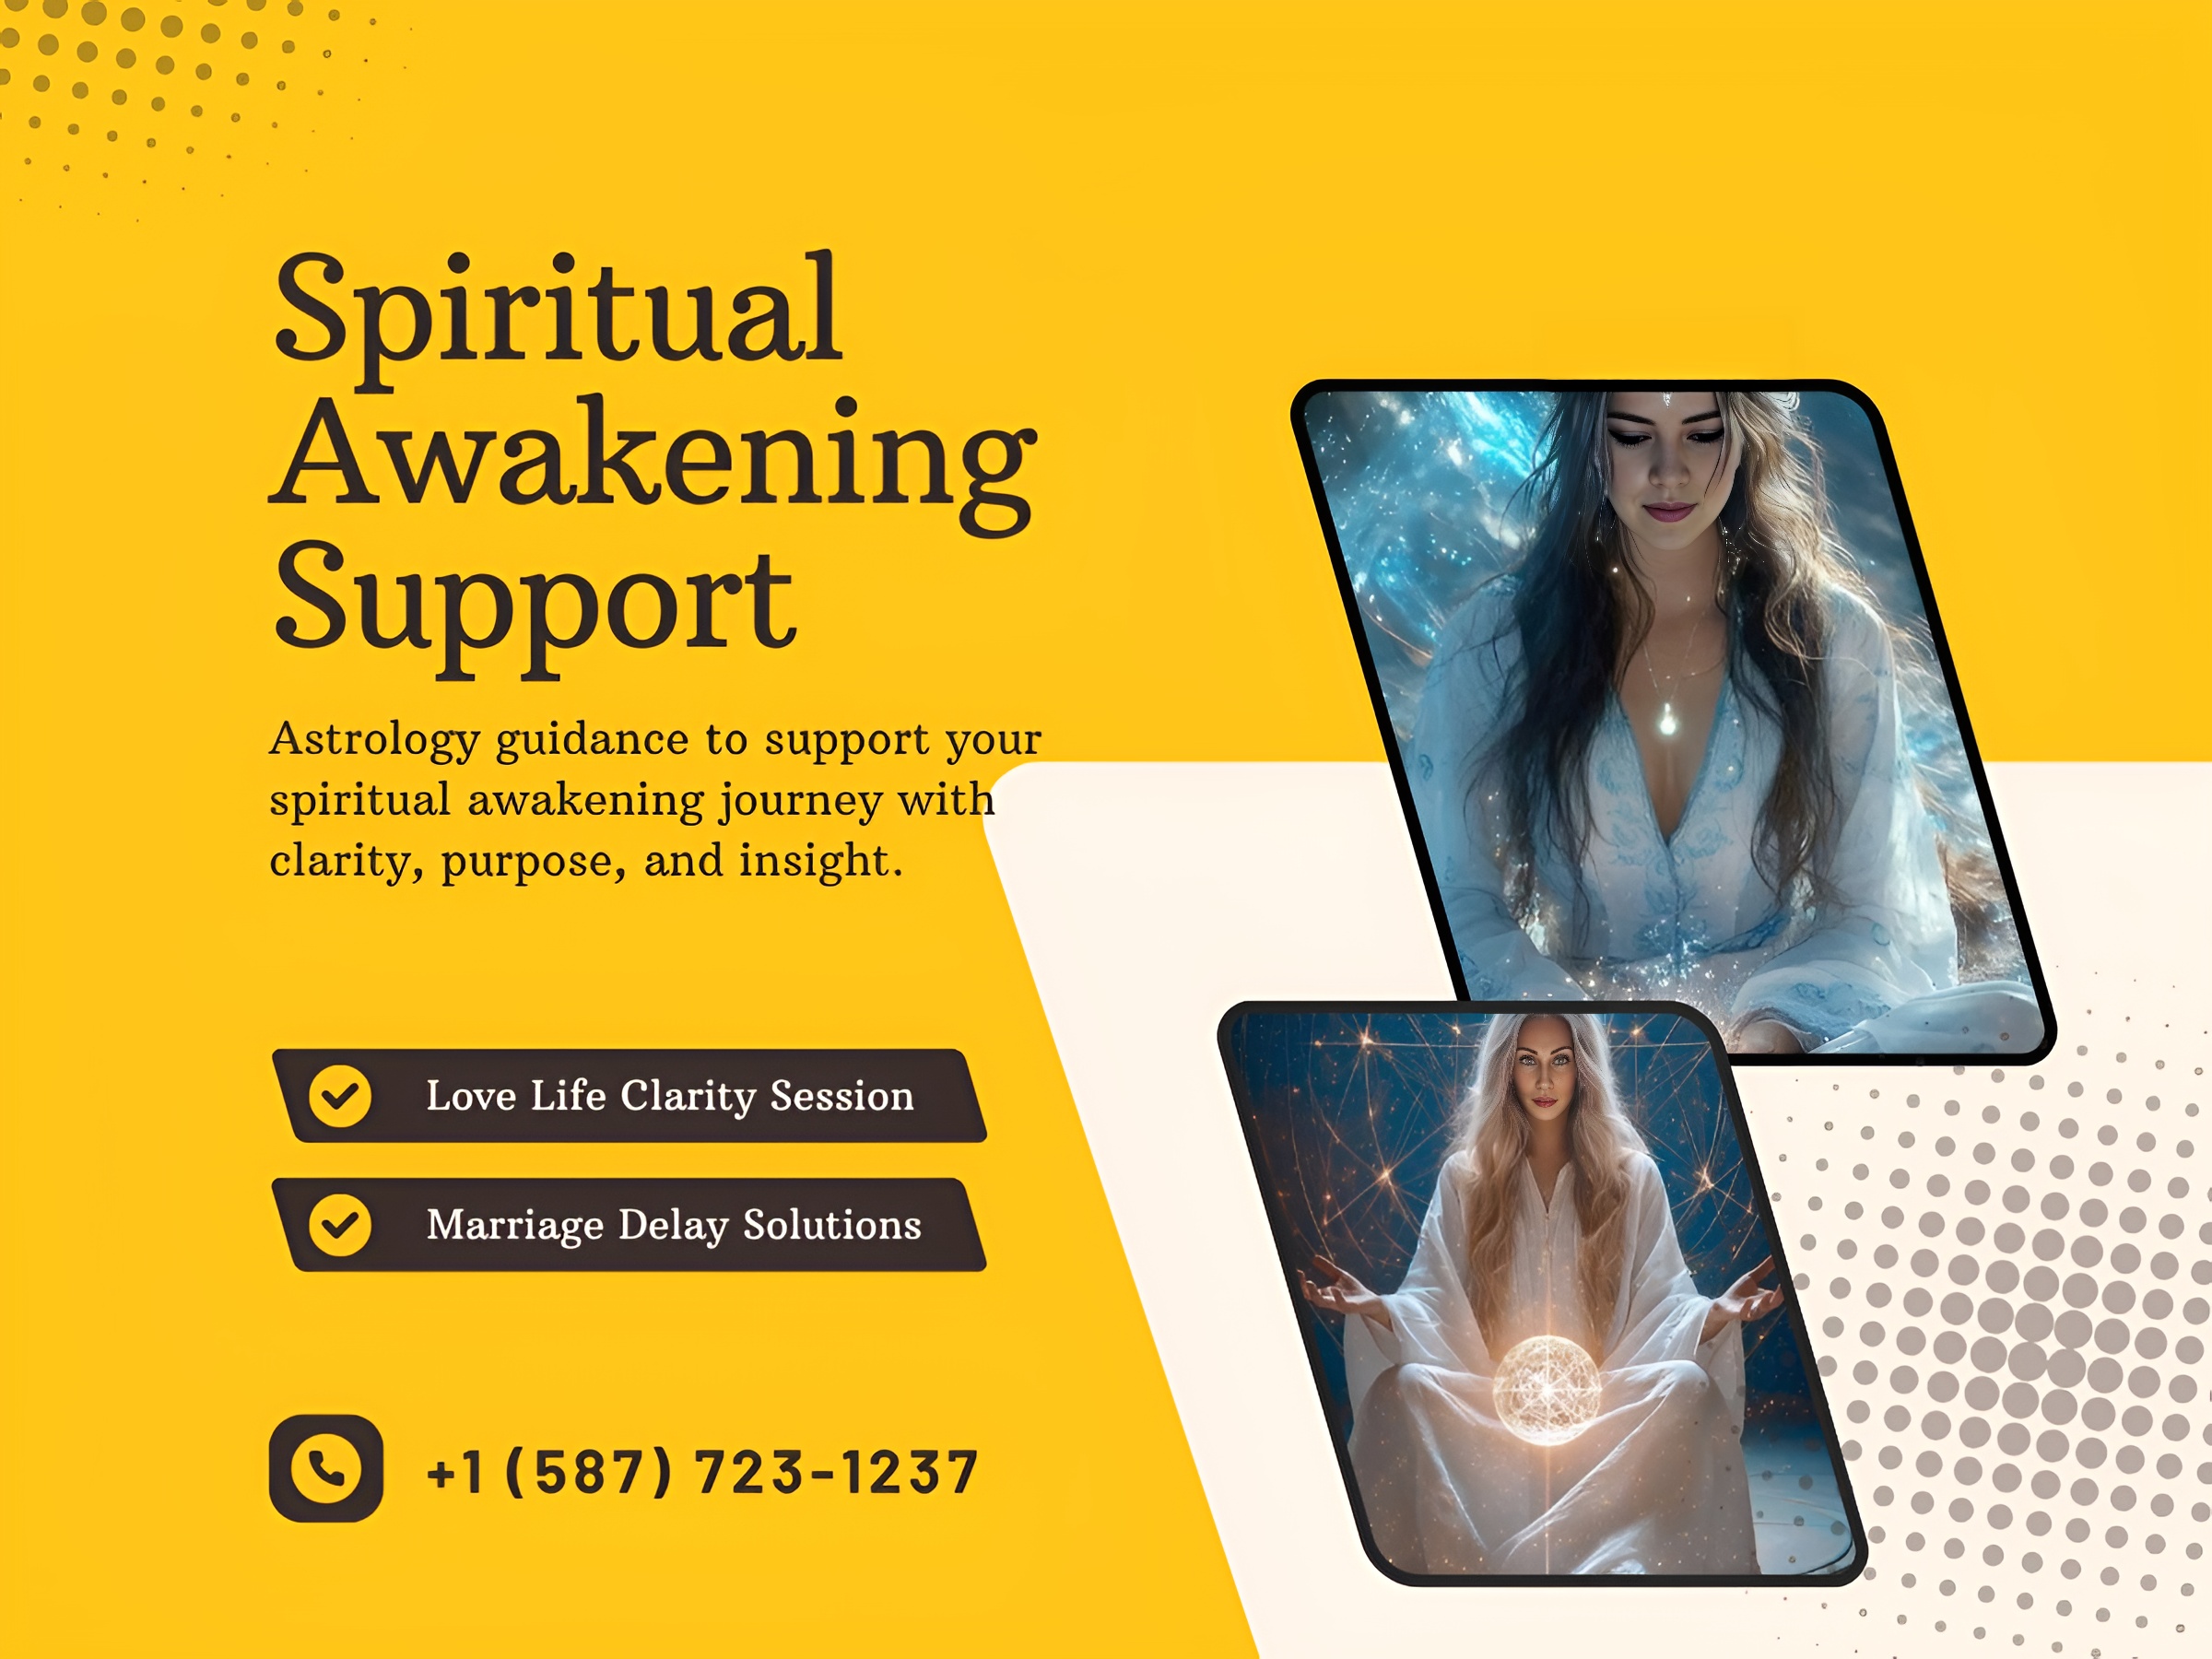 Spiritual
Awakening
Support
Astrology guidance to support your
spiritual awakening journey with
clarity, purpose, and insight.
Love Life Clarity Session
Marriage Delay Solutions
+1 (587) 723-1237